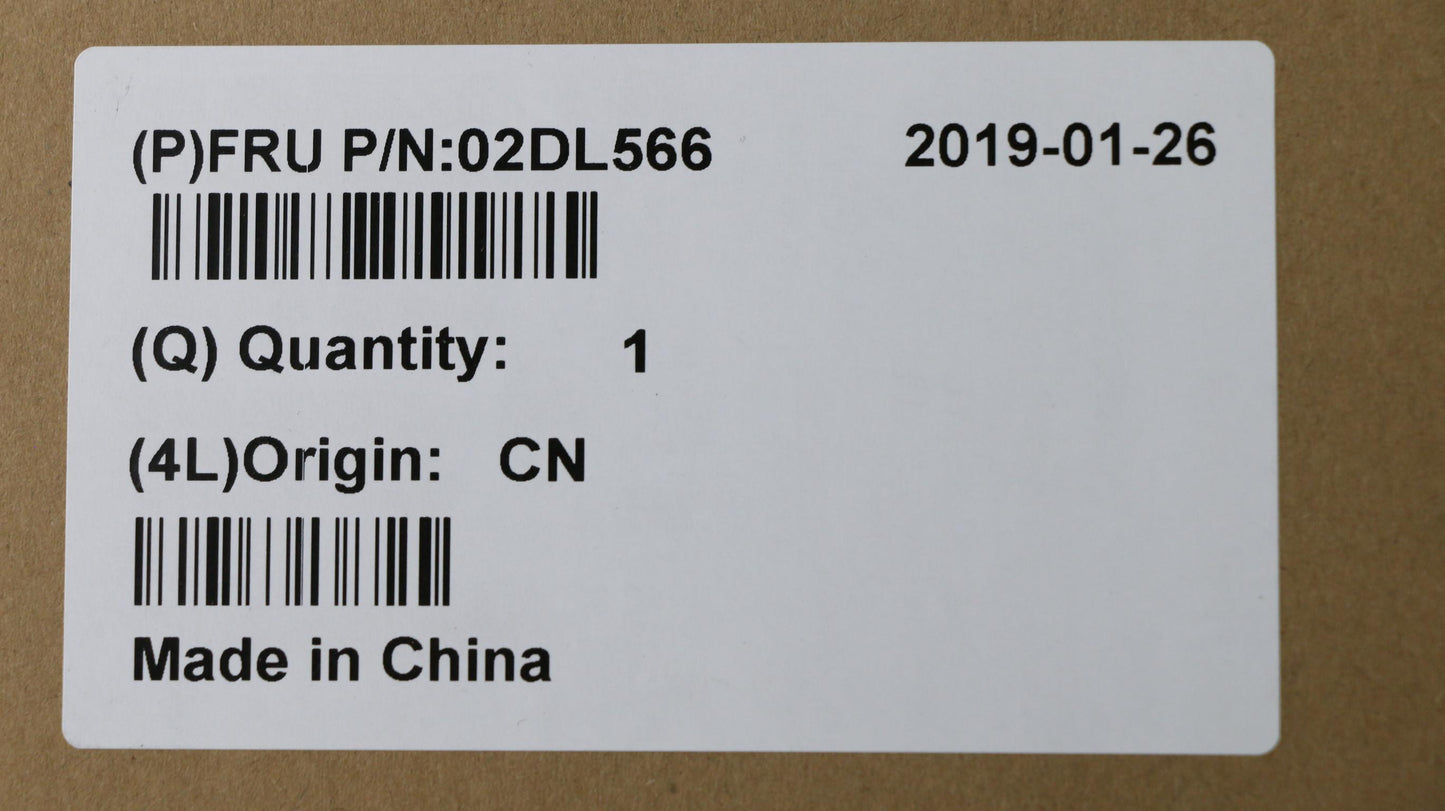 (P)FRU P/N:02DL566 2019-01-26
(Q) Quantity: 1
(4L)Origin: CN
Made in China